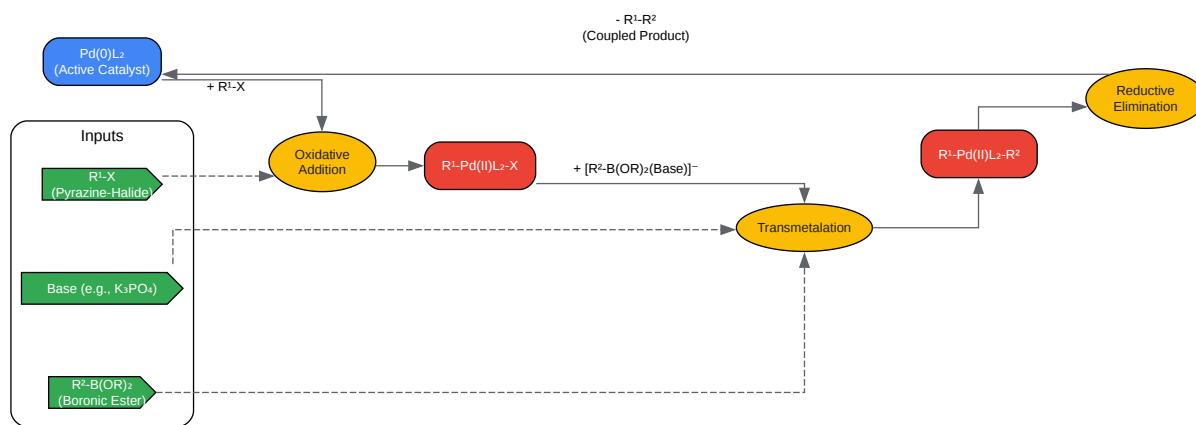 - R¹-R²
(Coupled Product)
Pd(0)L₂
(Active Catalyst)
+ R¹-X
Reductive
Elimination
Inputs
Oxidative
Addition
R¹-Pd(II)L₂-X
+ [R²-B(OR)₂(Base)]⁻
R¹-Pd(II)L₂-R²
R¹-X
(Pyrazine-Halide)
Transmetalation
Base (e.g., K₃PO₄)
R²-B(OR)₂
(Boronic Ester)